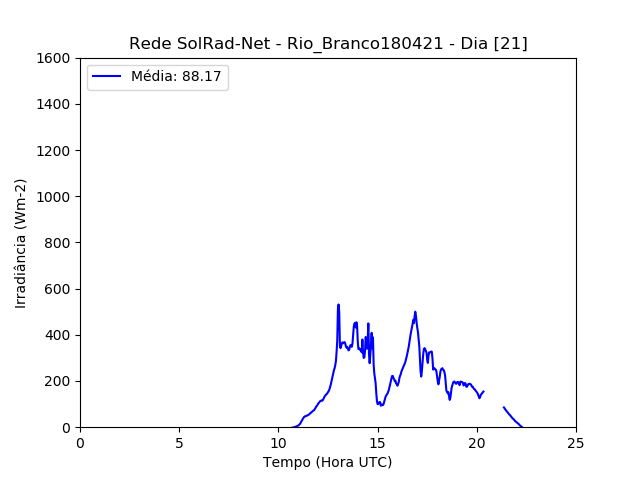 Rede SolRad-Net - Rio_Branco180421 - Dia [21]
Média: 88.17
1600
1400
1200
1000
800
600
400
200
0
Irradiância (Wm-2)
0 5 10 15 20 25
Tempo (Hora UTC)